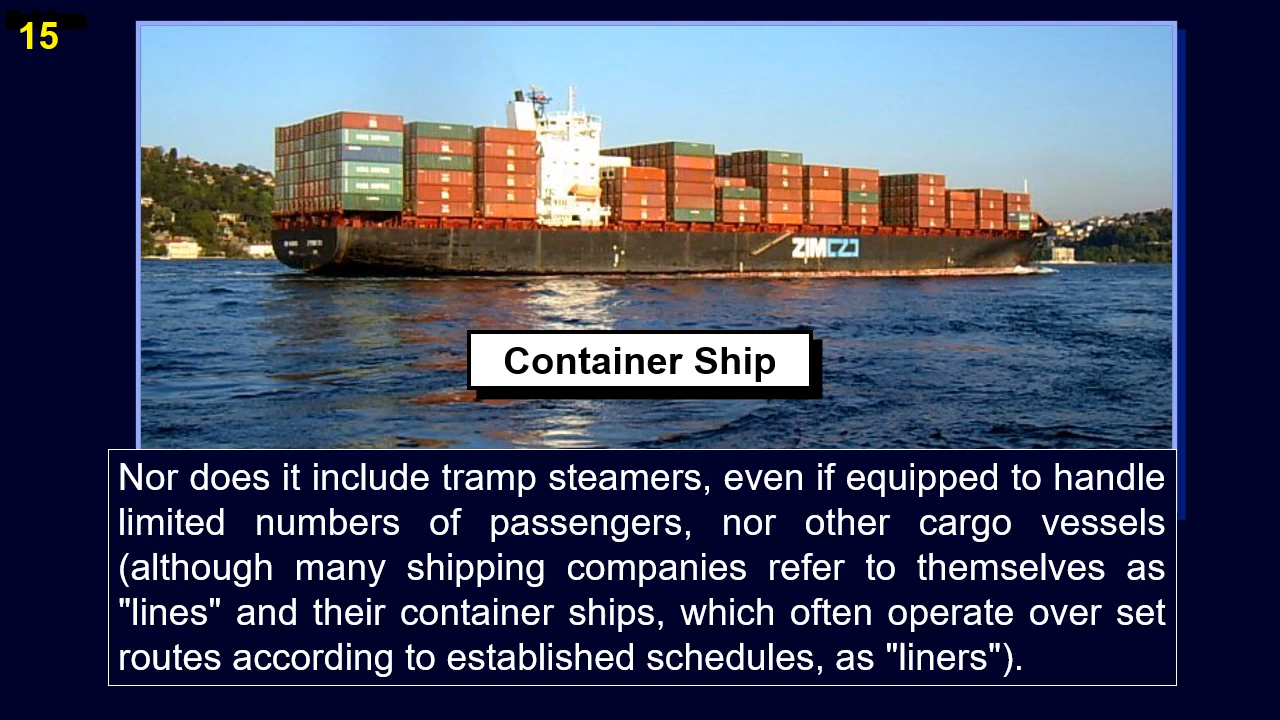 15
ZIM
Container Ship
Nor does it include tramp steamers, even if equipped to handle
limited numbers of passengers, nor other cargo vessels
(although many shipping companies refer to themselves as
"lines" and their container ships, which often operate over set
routes according to established schedules, as "liners").